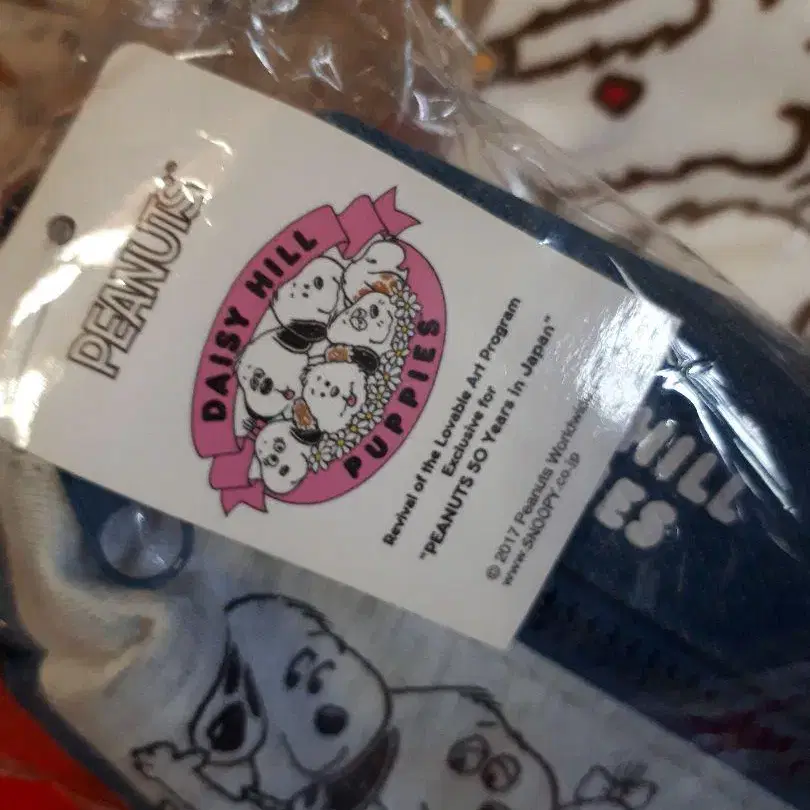 PEANUTS
DAISY HILL
PUPPIES
Revival of the Lovable Art Program
Exclusive for
"PEANUTS 50 Years in Japan"
© 2017 Peanuts Worldwide
www.SNOOPY.co.jp
HILL
ES